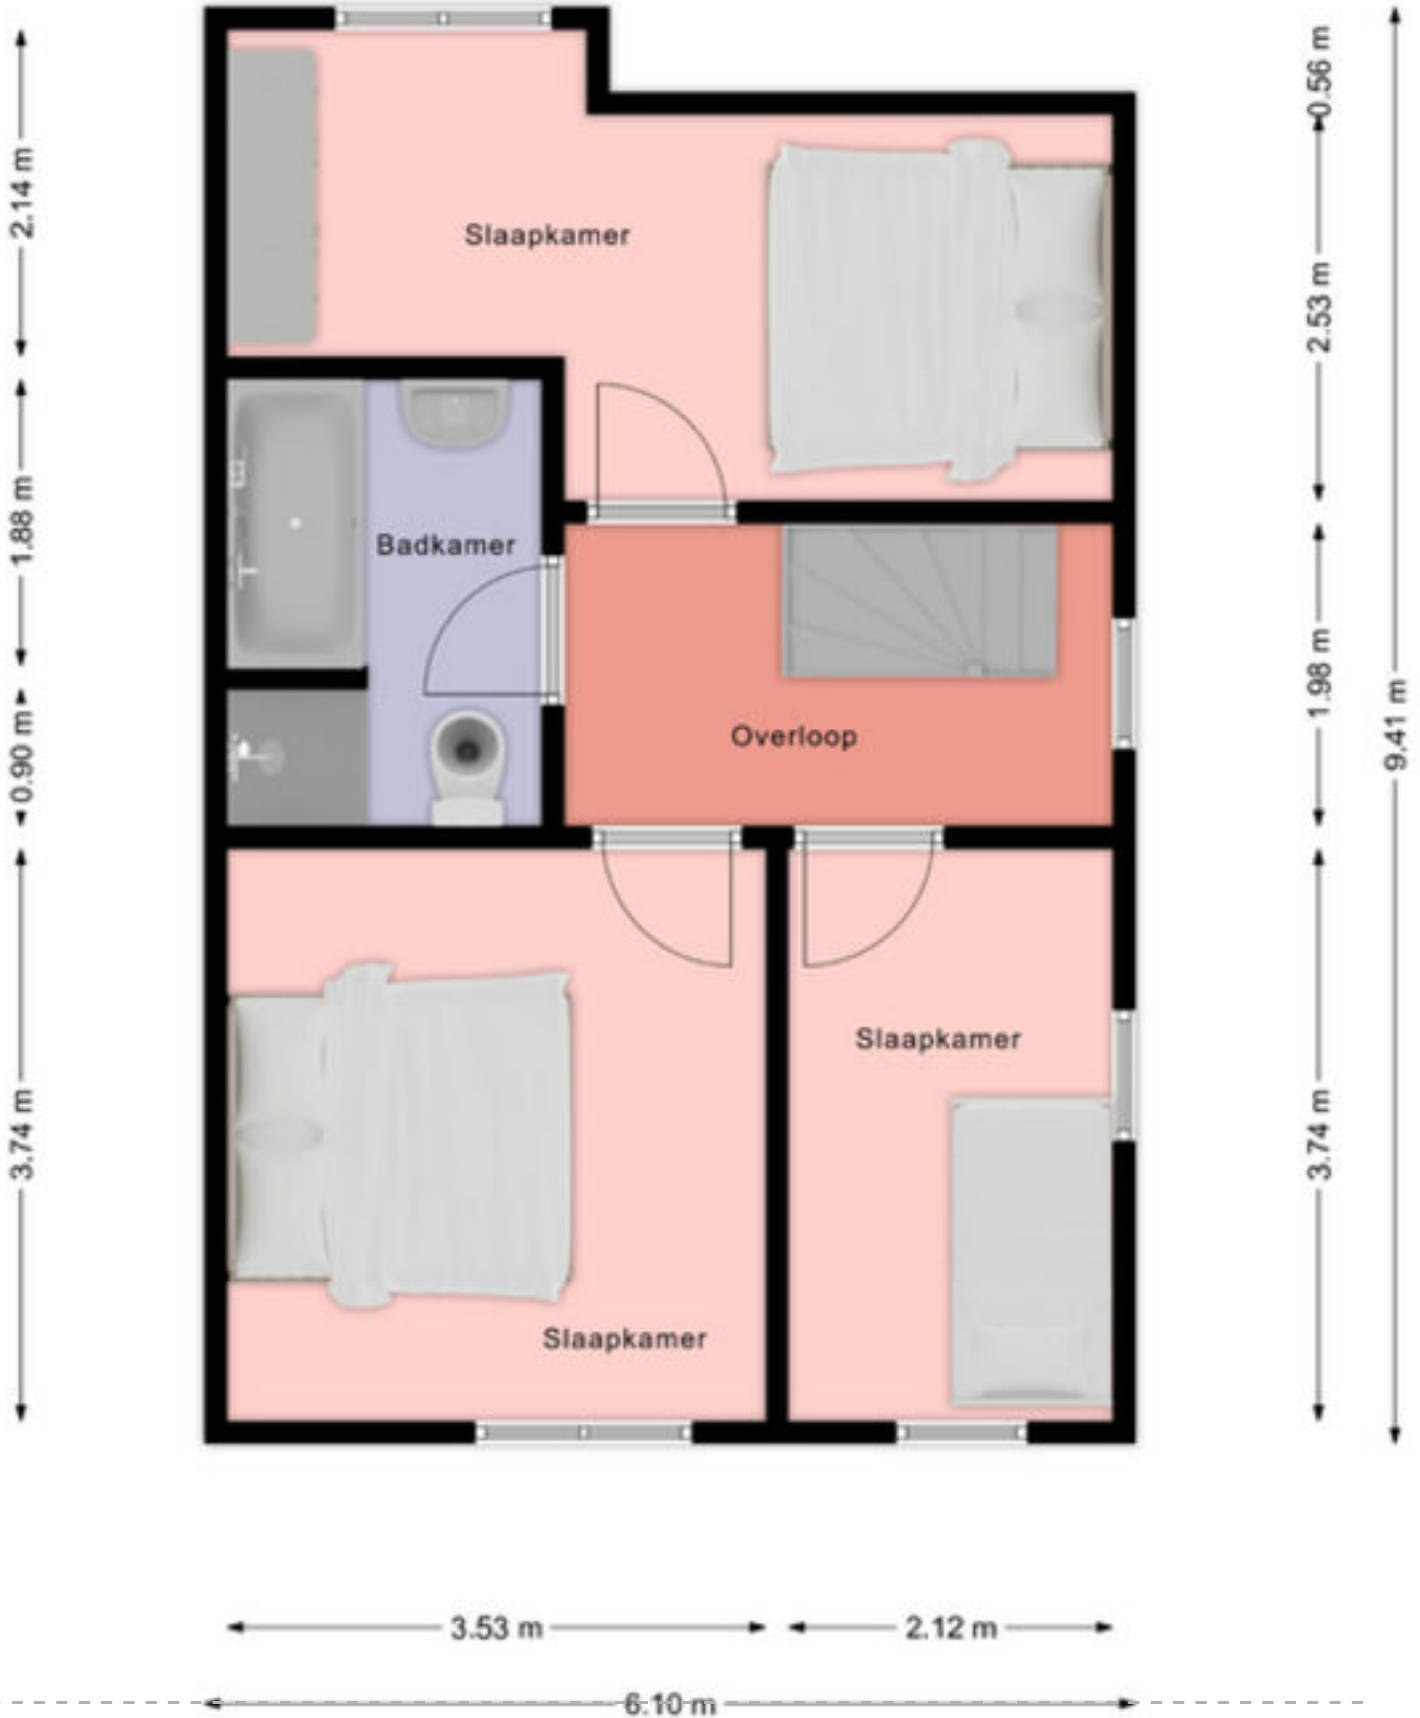 0.56 m
2.14 m
Slaapkamer
2.53 m
1.88 m
Badkamer
1.98 m
9.41 m
Overloop
0.90 m
Slaapkamer
3.74 m
3.74 m
Slaapkamer
3.53 m
2.12 m
6.10 m